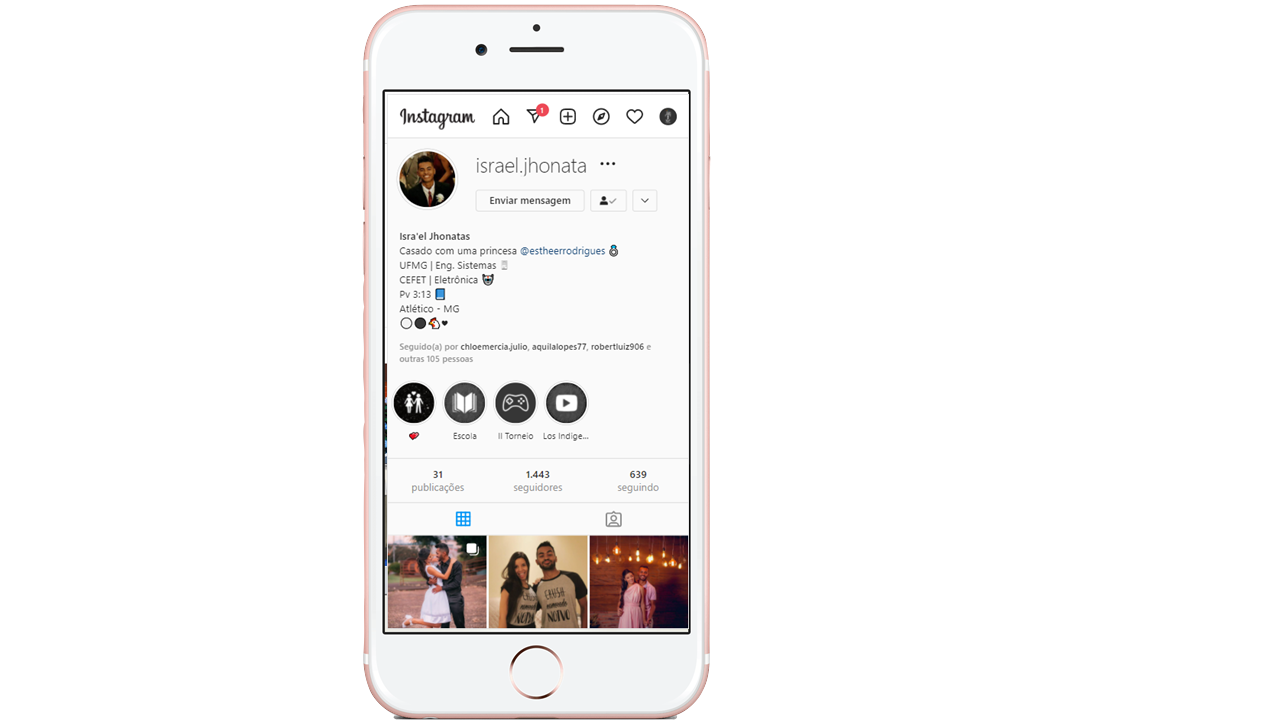 Instagram
1
israel.jhonata
Enviar mensagem
Isra'el Jhonatas
Casado com uma princesa @estheerrodrigues
UFMG | Eng. Sistemas
CEFET | Eletrônica
Pv 3:13
Atlético - MG
Seguido(a) por chloemercia.julio, aquilalopes77, robertluiz906 e
outras 105 pessoas
Escola II Torneio Los Indige...
31 1.443 639
publicações seguidores seguindo
NOIVA NOIVO